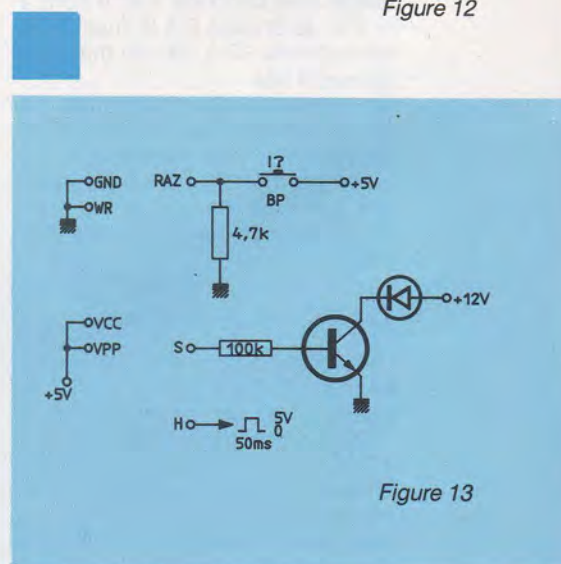 Figure 12
I?
GND
RAZ
+5V
WR
BP
4,7k
+12V
VCC
VPP
S
100k
+5V
H
5V
0
50ms
Figure 13